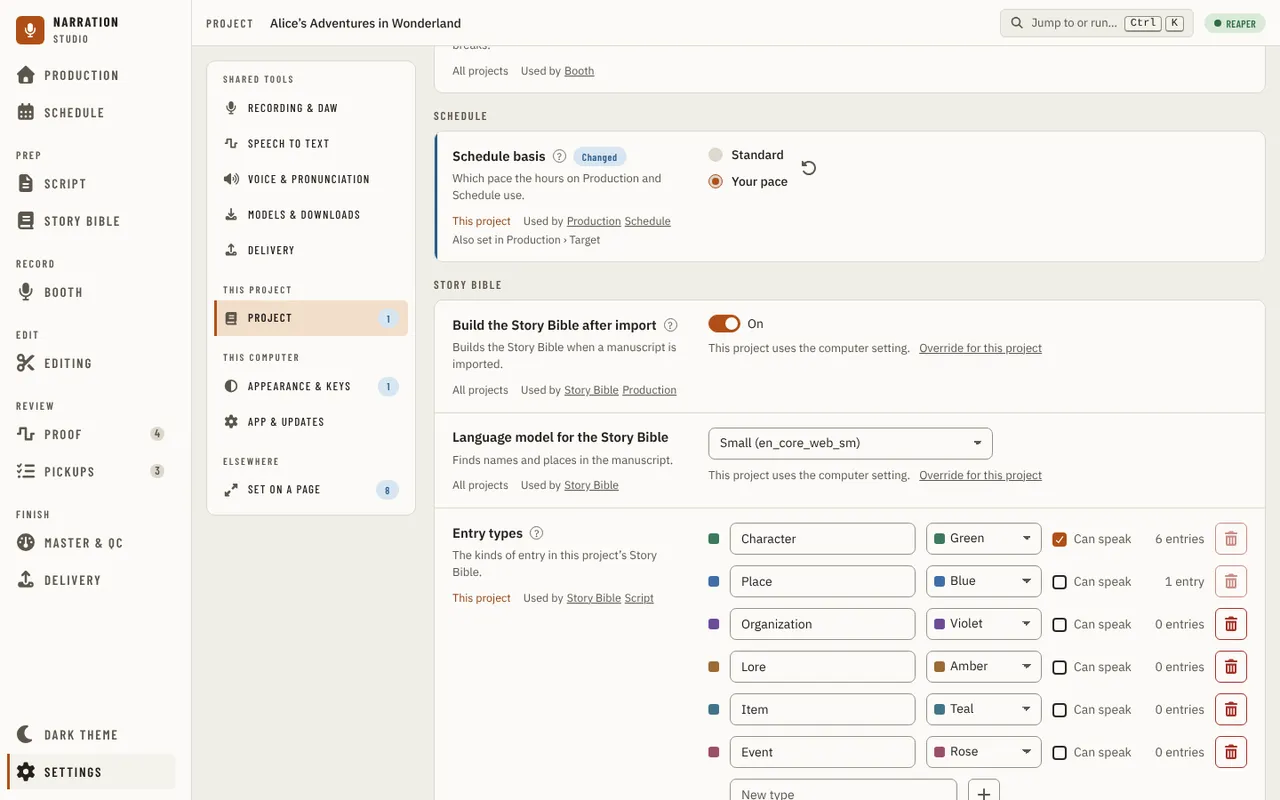 NARRATION
STUDIO
PRODUCTION
SCHEDULE
PREP
SCRIPT
STORY BIBLE
RECORD
BOOTH
EDIT
EDITING
REVIEW
PROOF 4
PICKUPS 3
FINISH
MASTER & QC
DELIVERY
DARK THEME
SETTINGS
PROJECT Alice's Adventures in Wonderland
Jump to or run... Ctrl K
REAPER
SHARED TOOLS
RECORDING & DAW
SPEECH TO TEXT
VOICE & PRONUNCIATION
MODELS & DOWNLOADS
DELIVERY
THIS PROJECT
PROJECT 1
THIS COMPUTER
APPEARANCE & KEYS 1
APP & UPDATES
ELSEWHERE
SET ON A PAGE 8
breaks.
All projects Used by Booth
SCHEDULE
Schedule basis ? Changed
Which pace the hours on Production and
Schedule use.
This project Used by Production Schedule
Also set in Production › Target
Standard
Your pace
STORY BIBLE
Build the Story Bible after import ?
Builds the Story Bible when a manuscript is
imported.
All projects Used by Story Bible Production
On
This project uses the computer setting. Override for this project
Language model for the Story Bible
Finds names and places in the manuscript.
All projects Used by Story Bible
Small (en_core_web_sm)
This project uses the computer setting. Override for this project
Entry types ?
The kinds of entry in this project's Story
Bible.
This project Used by Story Bible Script
Character Green Can speak 6 entries
Place Blue Can speak 1 entry
Organization Violet Can speak 0 entries
Lore Amber Can speak 0 entries
Item Teal Can speak 0 entries
Event Rose Can speak 0 entries
New type